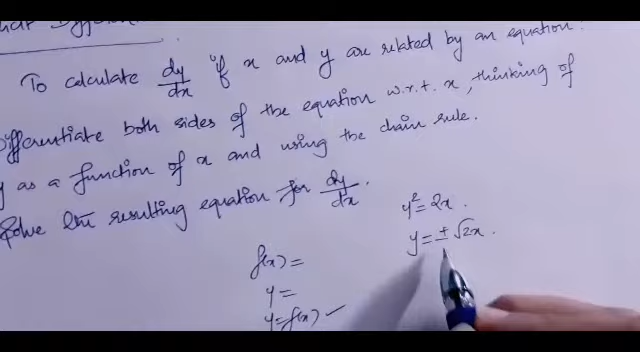 To calculate dy/dx if x and y are related by an equation.
Differentiate both sides of the equation w.r.t. x, thinking of
y as a function of x and using the chain rule.
Solve the resulting equation for dy/dx.
y² = 2x.
y = ± √2x.
f(x) =
y =
y = f(x) ✓